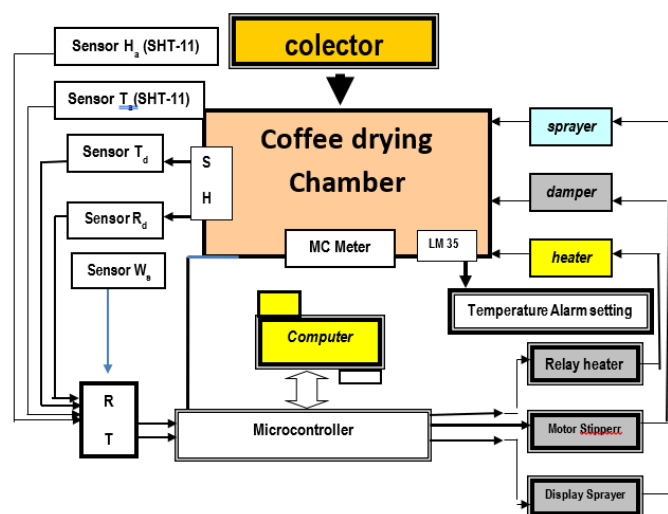 Sensor Ha (SHT-11)
colector
Sensor Ta(SHT-11)
Coffee drying
Chamber
sprayer
Sensor Td
S
H
damper
Sensor Rd
MC Meter
LM 35
heater
Sensor Wa
Temperature Alarm setting
Computer
Relay heater
R
T
Microcontroller
Motor Stipperr
Display Sprayer